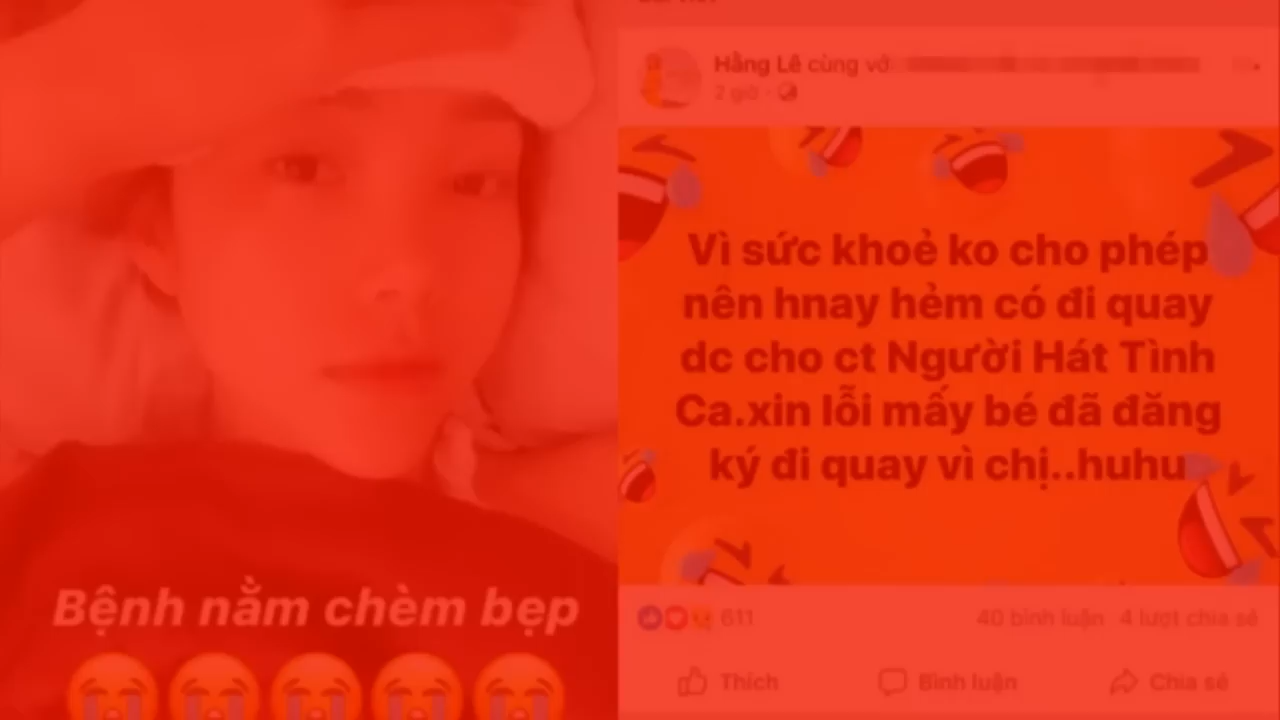 Bệnh nằm chèm bẹp
Hằng Lê cùng vớ
2 giờ
Vì sức khoẻ ko cho phép
nên hnay hẻm có đi quay
dc cho ct Người Hát Tình
Ca.xin lỗi mấy bé đã đăng
ký đi quay vì chị..huhu
611
40 bình luận 4 lượt chia sẻ
Thích Bình luận Chia sẻ